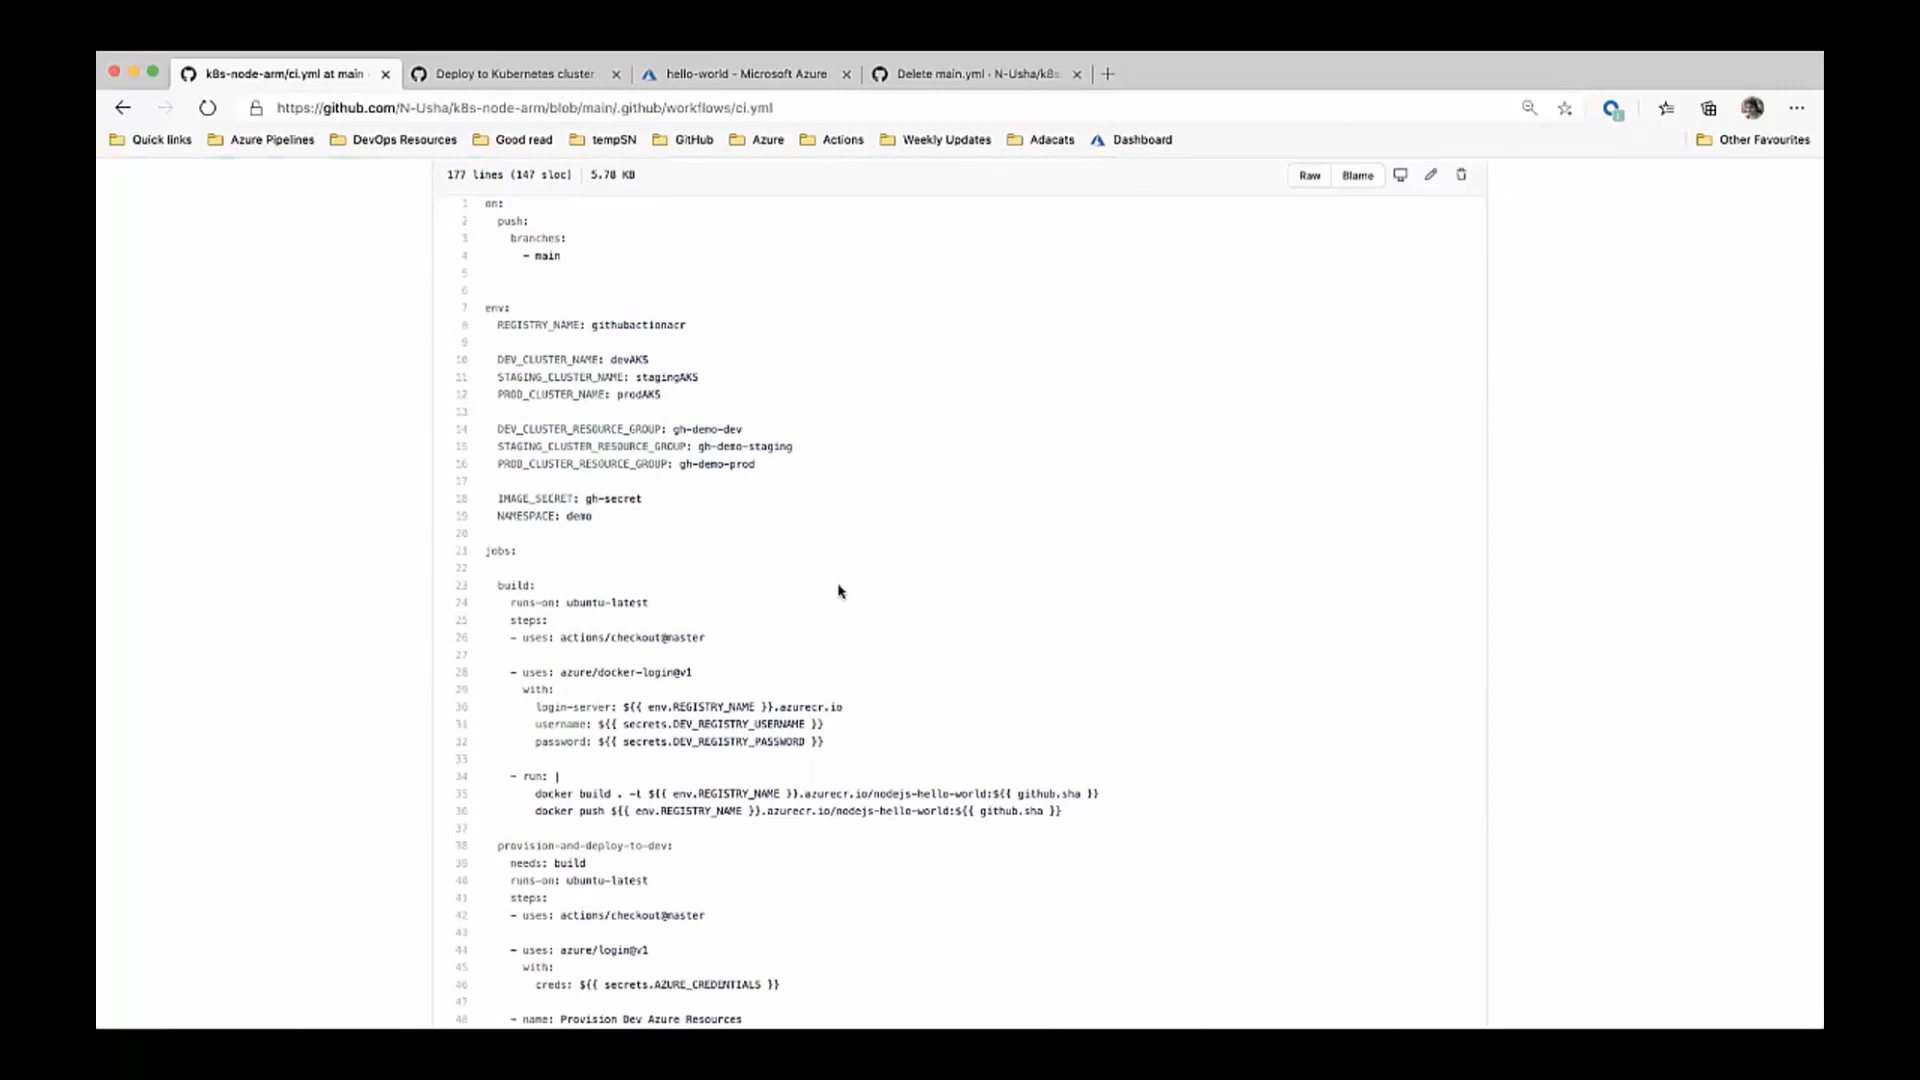 k8s-node-arm/ci.yml at main
Deploy to Kubernetes cluster
hello-world - Microsoft Azure
Delete main.yml · N-Usha/k8s
https://github.com/N-Usha/k8s-node-arm/blob/main/.github/workflows/ci.yml
Quick links
Azure Pipelines
DevOps Resources
Good read
tempSN
GitHub
Azure
Actions
Weekly Updates
Adacats
Dashboard
Other Favourites
177 lines (147 sloc)
5.78 KB
Raw
Blame
1 on:
2 push:
3 branches:
4 - main
5
6
7 env:
8 REGISTRY_NAME: githubactionacr
9
10 DEV_CLUSTER_NAME: devAKS
11 STAGING_CLUSTER_NAME: stagingAKS
12 PROD_CLUSTER_NAME: prodAKS
13
14 DEV_CLUSTER_RESOURCE_GROUP: gh-demo-dev
15 STAGING_CLUSTER_RESOURCE_GROUP: gh-demo-staging
16 PROD_CLUSTER_RESOURCE_GROUP: gh-demo-prod
17
18 IMAGE_SECRET: gh-secret
19 NAMESPACE: demo
20
21 jobs:
22
23 build:
24 runs-on: ubuntu-latest
25 steps:
26 - uses: actions/checkout@master
27
28 - uses: azure/docker-login@v1
29 with:
30 login-server: ${{ env.REGISTRY_NAME }}.azurecr.io
31 username: ${{ secrets.DEV_REGISTRY_USERNAME }}
32 password: ${{ secrets.DEV_REGISTRY_PASSWORD }}
33
34 - run: |
35 docker build . -t ${{ env.REGISTRY_NAME }}.azurecr.io/nodejs-hello-world:${{ github.sha }}
36 docker push ${{ env.REGISTRY_NAME }}.azurecr.io/nodejs-hello-world:${{ github.sha }}
37
38 provision-and-deploy-to-dev:
39 needs: build
40 runs-on: ubuntu-latest
41 steps:
42 - uses: actions/checkout@master
43
44 - uses: azure/login@v1
45 with:
46 creds: ${{ secrets.AZURE_CREDENTIALS }}
47
48 - name: Provision Dev Azure Resources